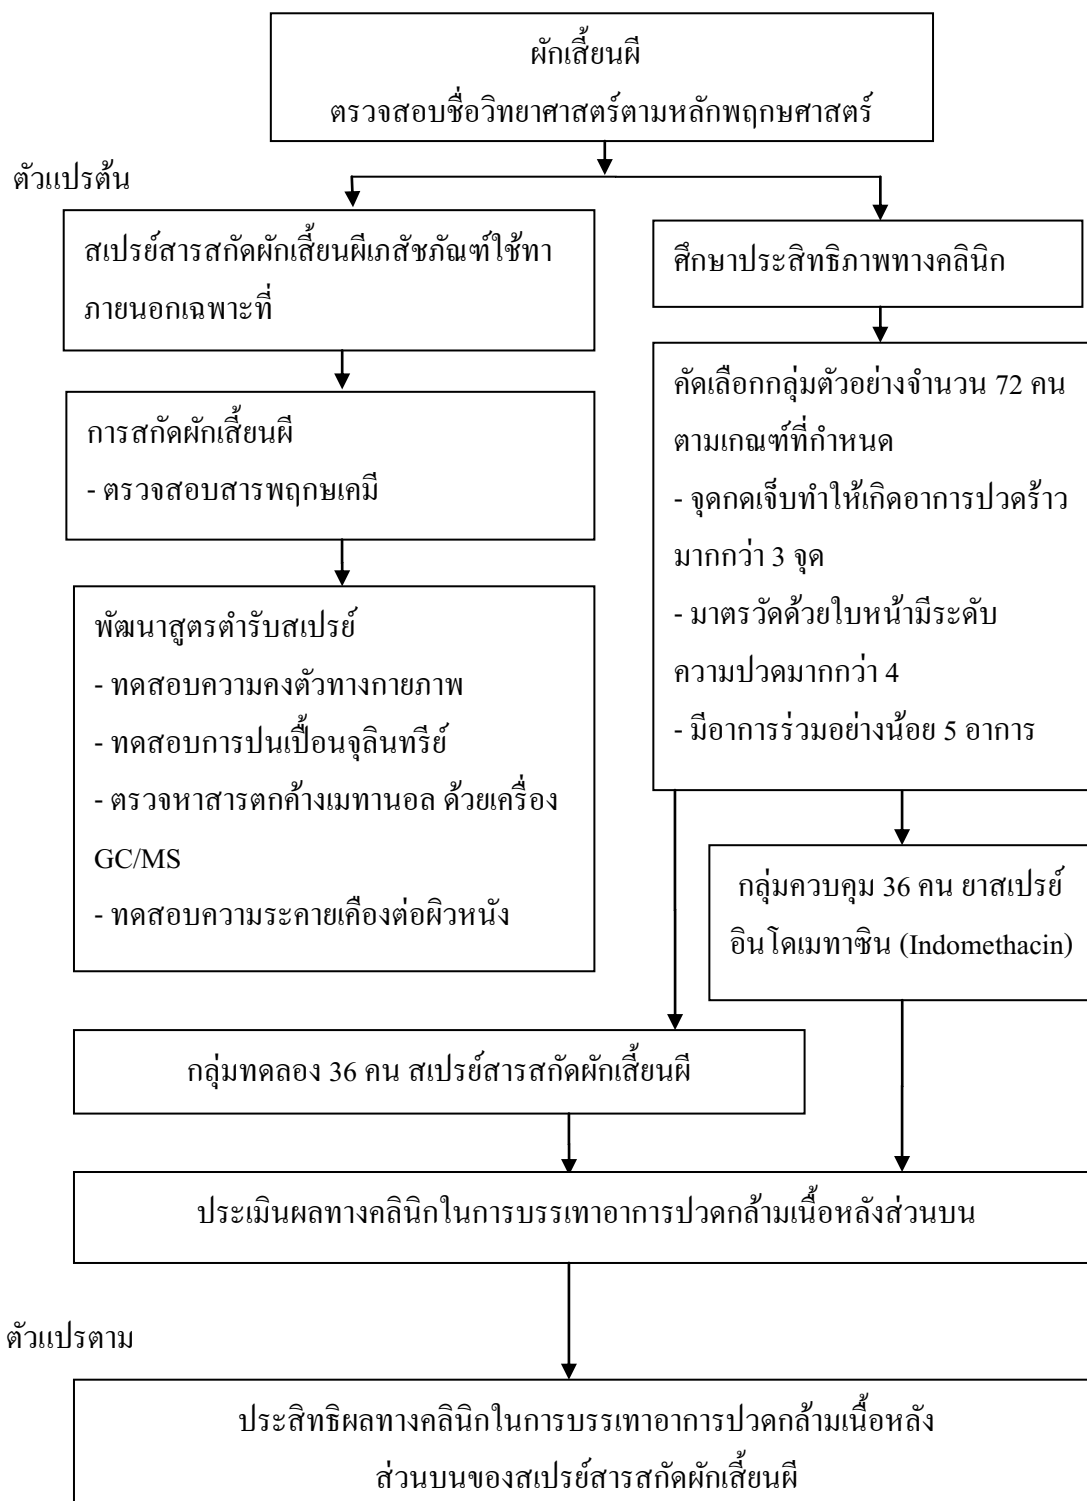 ผักเสี้ยนผี
ตรวจสอบชื่อวิทยาศาสตร์ตามหลักพฤกษศาสตร์
ตัวแปรต้น
สเปรย์สารสกัดผักเสี้ยนผีเภสัชภัณฑ์ใช้ทา
ภายนอกเฉพาะที่
การสกัดผักเสี้ยนผี
- ตรวจสอบสารพฤกษเคมี
พัฒนาสูตรตำรับสเปรย์
- ทดสอบความคงตัวทางกายภาพ
- ทดสอบการปนเปื้อนจุลินทรีย์
- ตรวจหาสารตกค้างเมทานอล ด้วยเครื่อง
GC/MS
- ทดสอบความระคายเคืองต่อผิวหนัง
ศึกษาประสิทธิภาพทางคลินิก
คัดเลือกกลุ่มตัวอย่างจำนวน 72 คน
ตามเกณฑ์ที่กำหนด
- จุดกดเจ็บทำให้เกิดอาการปวดร้าว
มากกว่า 3 จุด
- มาตรวัดด้วยใบหน้ามีระดับ
ความปวดมากกว่า 4
- มีอาการร่วมอย่างน้อย 5 อาการ
กลุ่มควบคุม 36 คน ยาสเปรย์
อินโดเมทาซิน (Indomethacin)
กลุ่มทดลอง 36 คน สเปรย์สารสกัดผักเสี้ยนผี
ประเมินผลทางคลินิกในการบรรเทาอาการปวดกล้ามเนื้อหลังส่วนบน
ตัวแปรตาม
ประสิทธิผลทางคลินิกในการบรรเทาอาการปวดกล้ามเนื้อหลัง
ส่วนบนของสเปรย์สารสกัดผักเสี้ยนผี